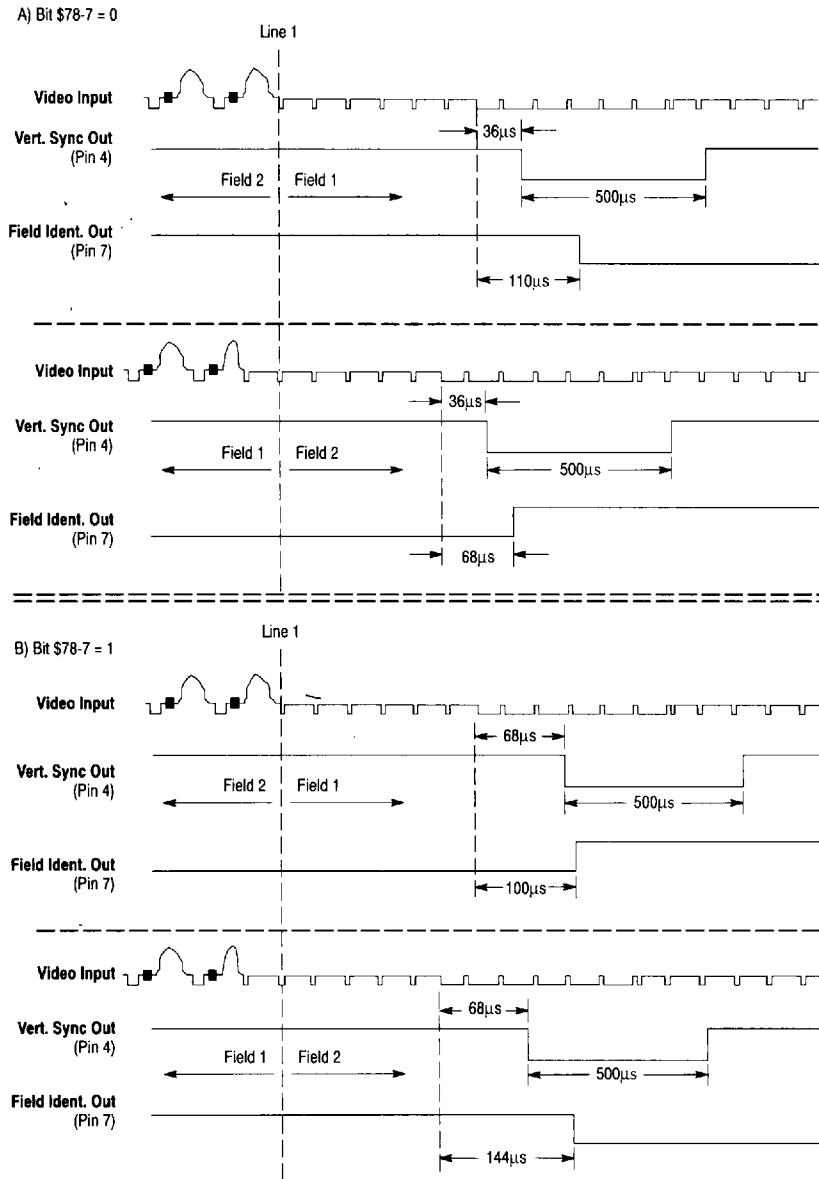 A) Bit $78-7 = 0
Line 1
Video Input
36μs
Vert. Sync Out
(Pin 4)
Field 2 Field 1
500μs
Field Ident. Out
(Pin 7)
110μs
Video Input
36μs
Vert. Sync Out
(Pin 4)
Field 1 Field 2
500μs
Field Ident. Out
(Pin 7)
68μs
Line 1
B) Bit $78-7 = 1
Video Input
68μs
Vert. Sync Out
(Pin 4)
Field 2 Field 1
500μs
Field Ident. Out
(Pin 7)
100μs
Video Input
68μs
Vert. Sync Out
(Pin 4)
Field 1 Field 2
500μs
Field Ident. Out
(Pin 7)
144μs